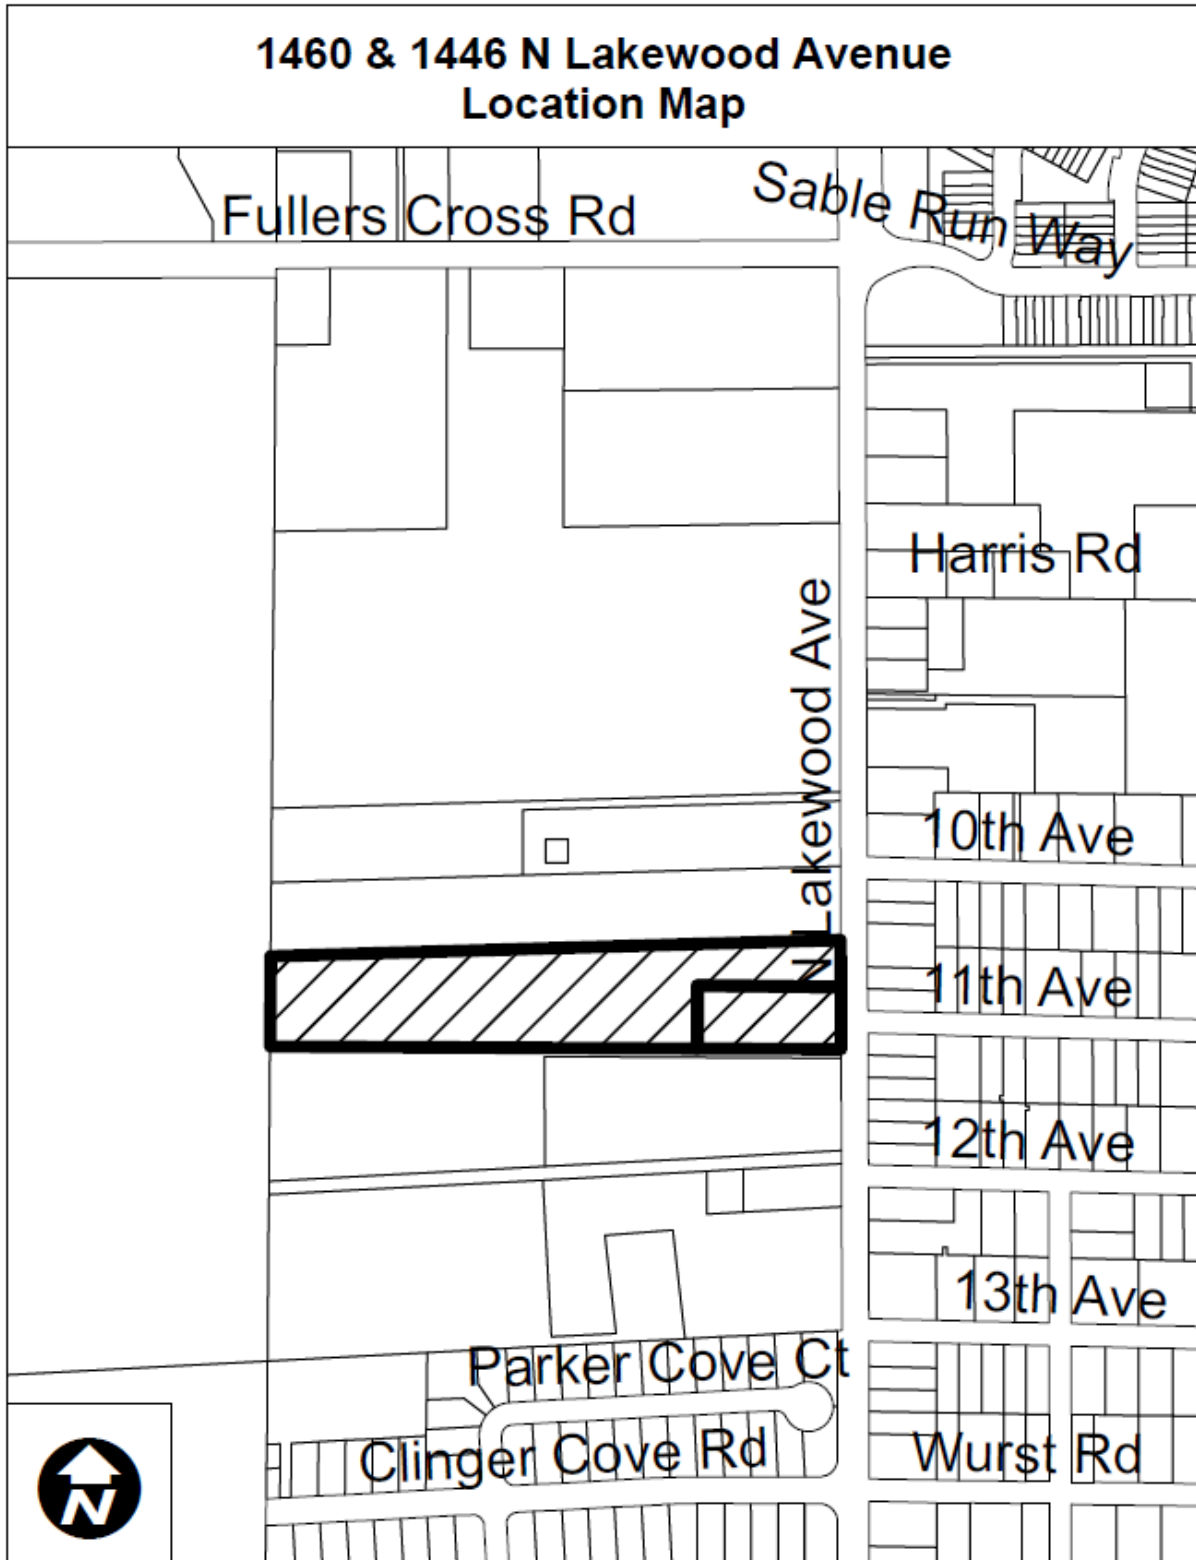 1460 & 1446 N Lakewood Avenue
Location Map
Fullers Cross Rd
Sable Run Way
Harris Rd
N Lakewood Ave
10th Ave
11th Ave
12th Ave
13th Ave
Parker Cove Ct
Clinger Cove Rd
Wurst Rd
N